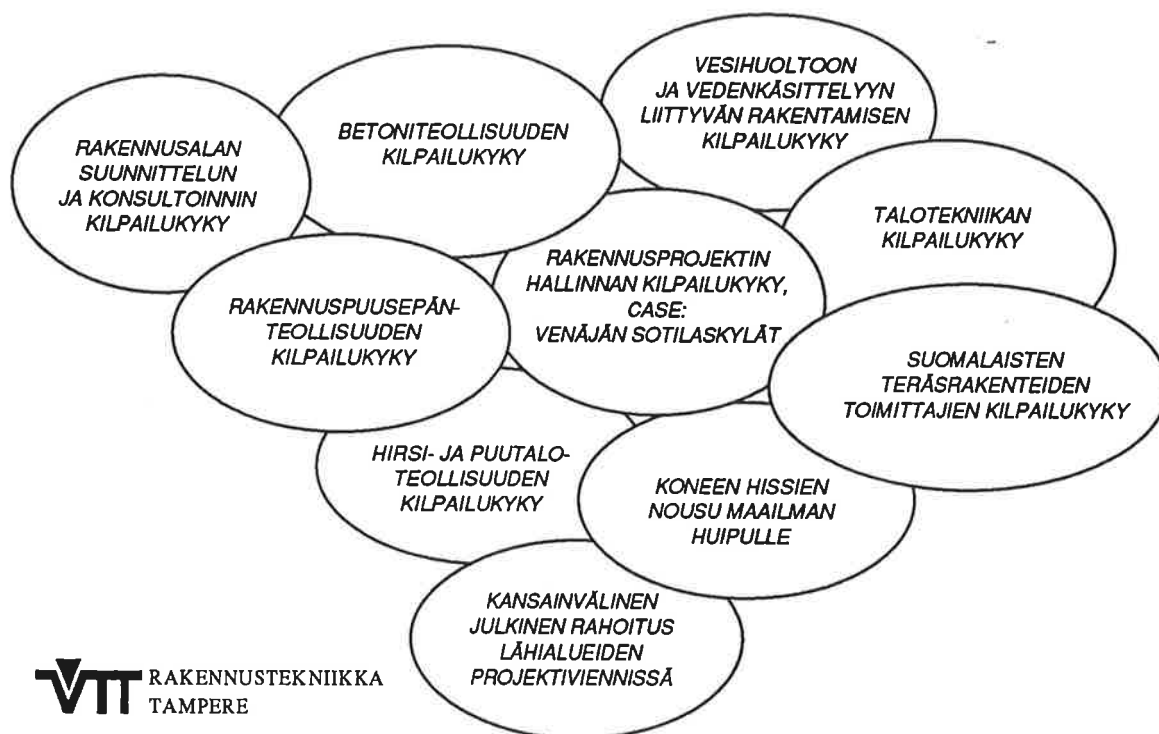 VESIHUOLTOON
JA VEDENKÄSITTELYYN
LIITTYVÄN RAKENTAMISEN
KILPAILUKYKY
BETONITEOLLISUUDEN
KILPAILUKYKY
RAKENNUSALAN
SUUNNITTELUN
JA KONSULTOINNIN
KILPAILUKYKY
TALOTEKNIIKAN
KILPAILUKYKY
RAKENNUSPROJEKTIN
HALLINNAN KILPAILUKYKY,
CASE:
VENÄJÄN SOTILASKYLÄT
RAKENNUSPUUSEPÄN-
TEOLLISUUDEN
KILPAILUKYKY
SUOMALAISTEN
TERÄSRAKENTEIDEN
TOIMITTAJIEN KILPAILUKYKY
HIRSI- JA PUUTALO-
TEOLLISUUDEN
KILPAILUKYKY
KONEEN HISSIEN
NOUSU MAAILMAN
HUIPULLE
KANSAINVÄLINEN
JULKINEN RAHOITUS
LÄHIALUEIDEN
PROJEKTIVIENNISSÄ
VTT RAKENNUSTEKNIIKKA
TAMPERE